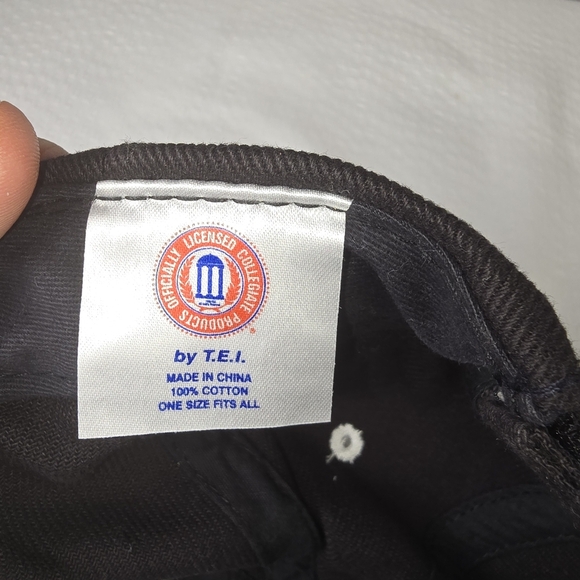 OFFICIALLY LICENSED COLLEGIATE PRODUCTS
®
by T.E.I.
MADE IN CHINA
100% COTTON
ONE SIZE FITS ALL